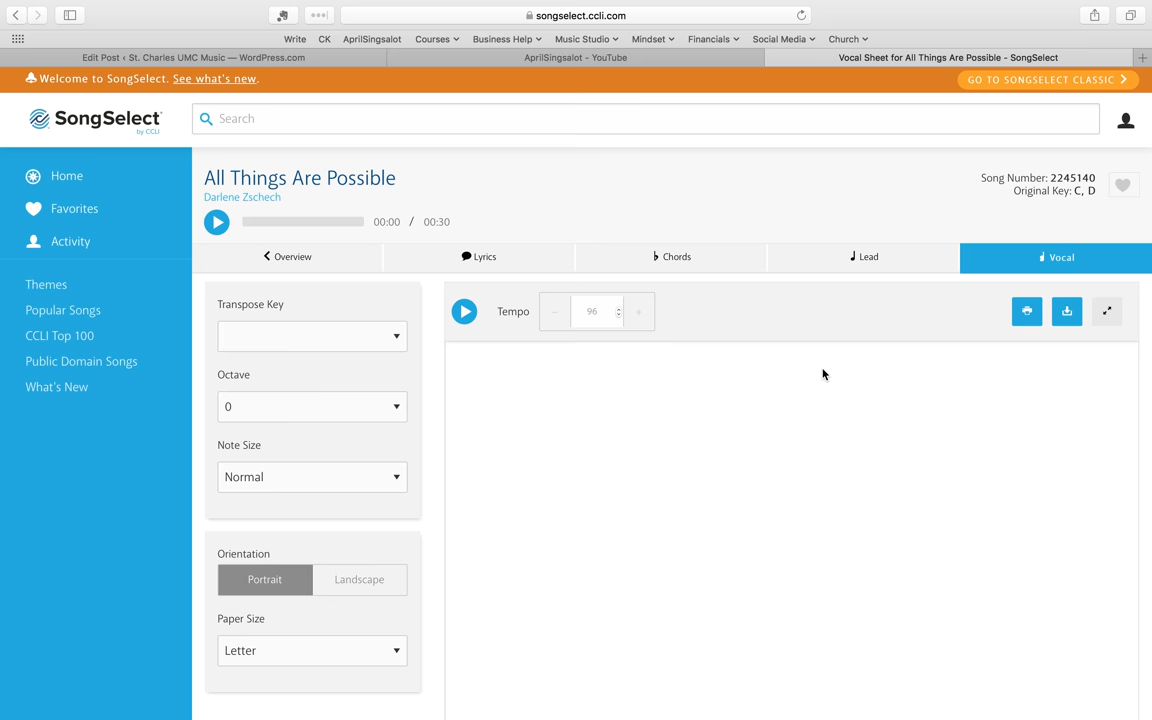 songselect.ccli.com
Write CK AprilSingsalot Courses Business Help Music Studio Mindset Financials Social Media Church
Edit Post ‹ St. Charles UMC Music — WordPress.com AprilSingsalot - YouTube Vocal Sheet for All Things Are Possible - SongSelect
Welcome to SongSelect. See what's new. GO TO SONGSELECT CLASSIC
SongSelect
by CCLI
Search
Home
Favorites
Activity
Themes
Popular Songs
CCLI Top 100
Public Domain Songs
What's New
All Things Are Possible
Darlene Zschech
00:00 / 00:30
Song Number: 2245140
Original Key: C, D
Overview Lyrics Chords Lead Vocal
Transpose Key
Octave
0
Note Size
Normal
Orientation
Portrait Landscape
Paper Size
Letter
Tempo − 96 +